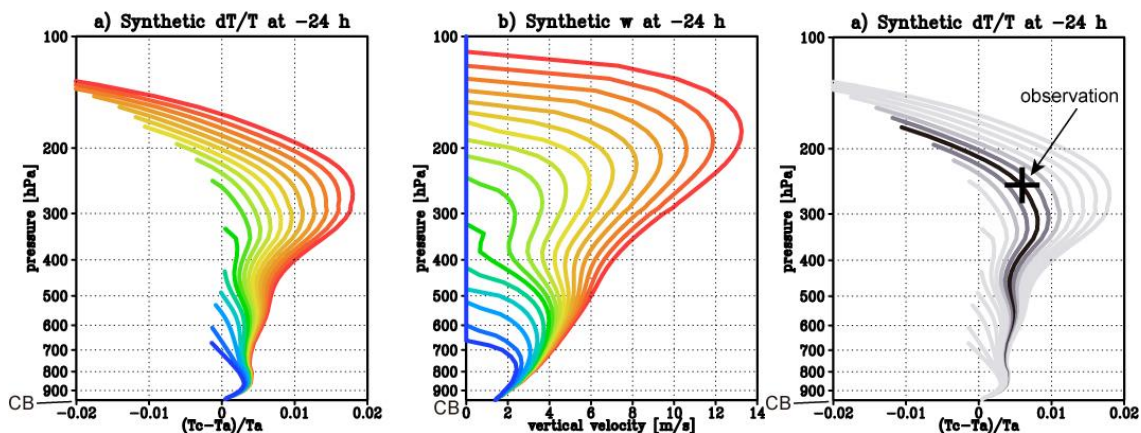 a) Synthetic dT/T at -24 h
100
200
300
400
500
600
700
800
900
CB
pressure [hPa]
-0.02 -0.01 0 0.01 0.02
(Tc-Ta)/Ta
b) Synthetic w at -24 h
100
200
300
400
500
600
700
800
900
CB
pressure [hPa]
0 2 4 6 8 10 12 14
vertical velocity [m/s]
a) Synthetic dT/T at -24 h
observation
100
200
300
400
500
600
700
800
900
CB
pressure [hPa]
-0.02 -0.01 0 0.01 0.02
(Tc-Ta)/Ta